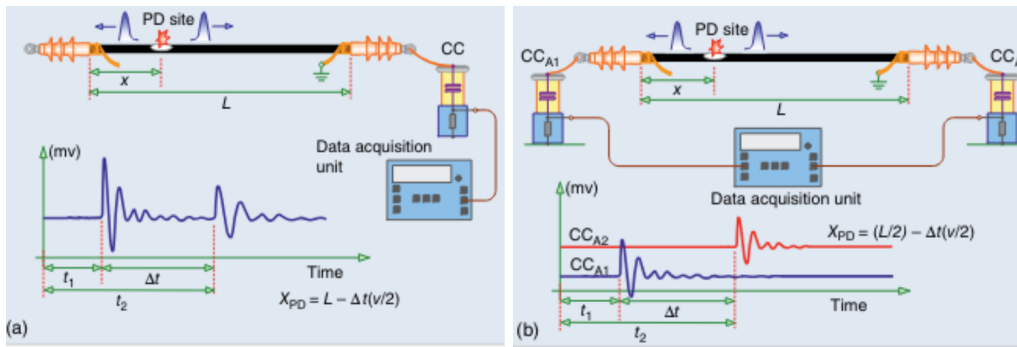 PD site
CC
x
L
(mv)
Data acquisition
unit
t1
Δt
t2
Time
XPD = L – Δt(v/2)
(a)
PD site
CCA1
x
L
Data acquisition unit
(mv)
CCA2
XPD = (L/2) – Δt(v/2)
CCA1
t1
Δt
t2
Time
(b)